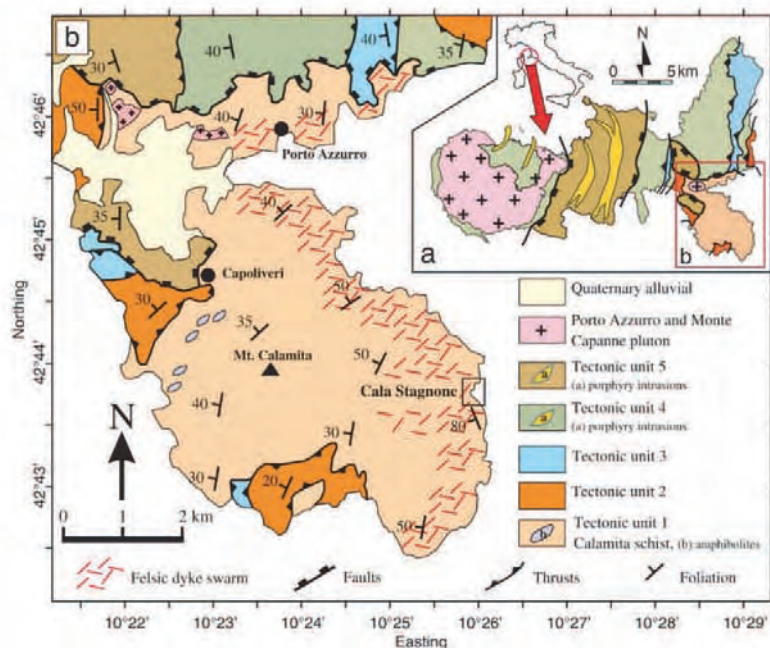 b
30
40
40
35
N
0 5 km
42°46'
50
40
30
Porto Azzurro
a
b
35
40
42°45'
Capoliveri
Quaternary alluvial
50
Porto Azzurro and Monte
Capanne pluton
30
35
Northing
42°44'
Mt. Calamita
50
Cala Stagnone
Tectonic unit 5
a
(a) porphyry intrusions
40
80
Tectonic unit 4
a
(a) porphyry intrusions
N
30
Tectonic unit 3
42°43'
30
20
Tectonic unit 2
0 1 2 km
50
Tectonic unit 1
b
Calamita schist, (b) amphibolites
Felsic dyke swarm
Faults
Thrusts
Foliation
10°22' 10°23' 10°24' 10°25' 10°26' 10°27' 10°28' 10°29'
Easting